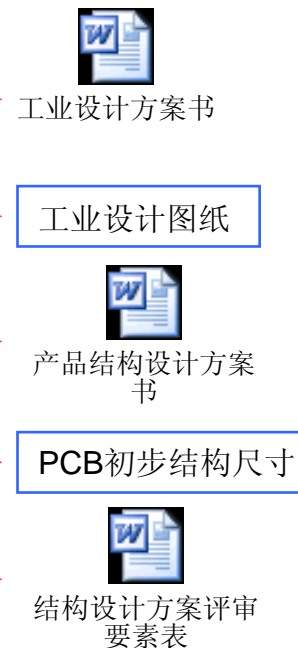 工业设计方案书
工业设计图纸
产品结构设计方案
书
PCB初步结构尺寸
结构设计方案评审
要素表